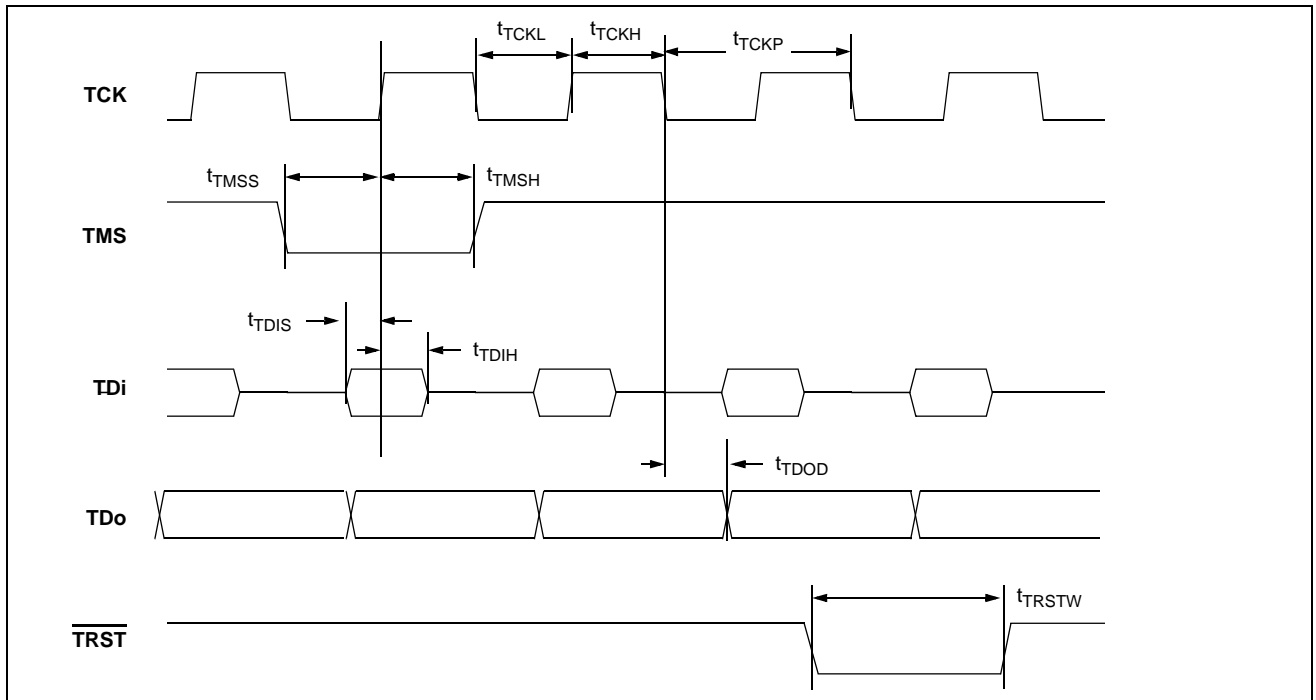 tTCKL tTCKH tTCKP
TCK
tTMSS tTMSH
TMS
tTDIS
tTDIH
TDi
tTDOD
TDo
tTRSTW
TRST